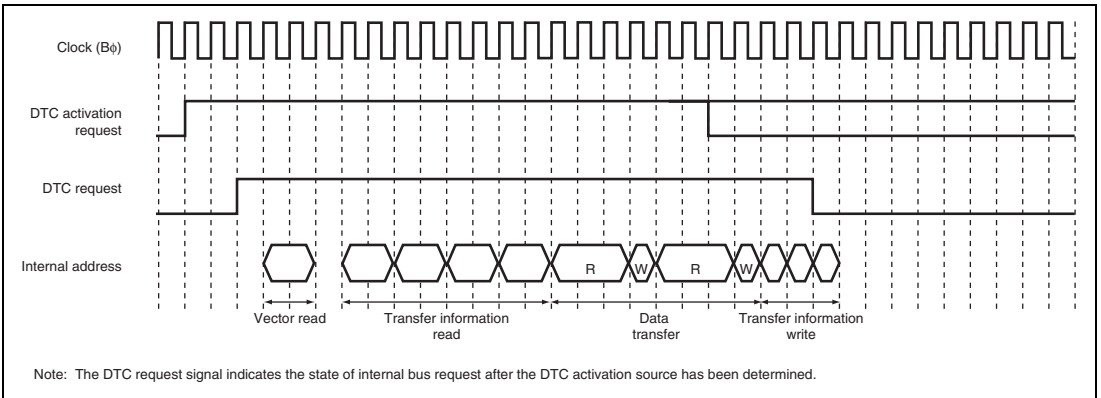 Clock (Bφ)
DTC activation
request
DTC request
Internal address
R
W
R
W
Vector read
Transfer information
read
Data
transfer
Transfer information
write
Note: The DTC request signal indicates the state of internal bus request after the DTC activation source has been determined.